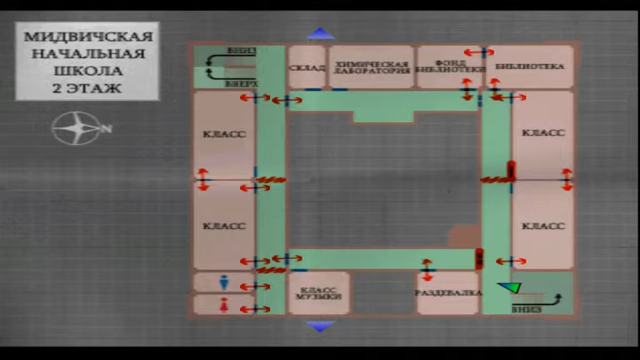 МИДВИЧСКАЯ
НАЧАЛЬНАЯ
ШКОЛА
2 ЭТАЖ
N
ВНИЗ
ВВЕРХ
СКЛАД
ХИМИЧЕСКАЯ
ЛАБОРАТОРИЯ
ФОНД
БИБЛИОТЕКИ
БИБЛИОТЕКА
КЛАСС
КЛАСС
КЛАСС
КЛАСС
КЛАСС
МУЗЫКИ
РАЗДЕВАЛКА
ВНИЗ